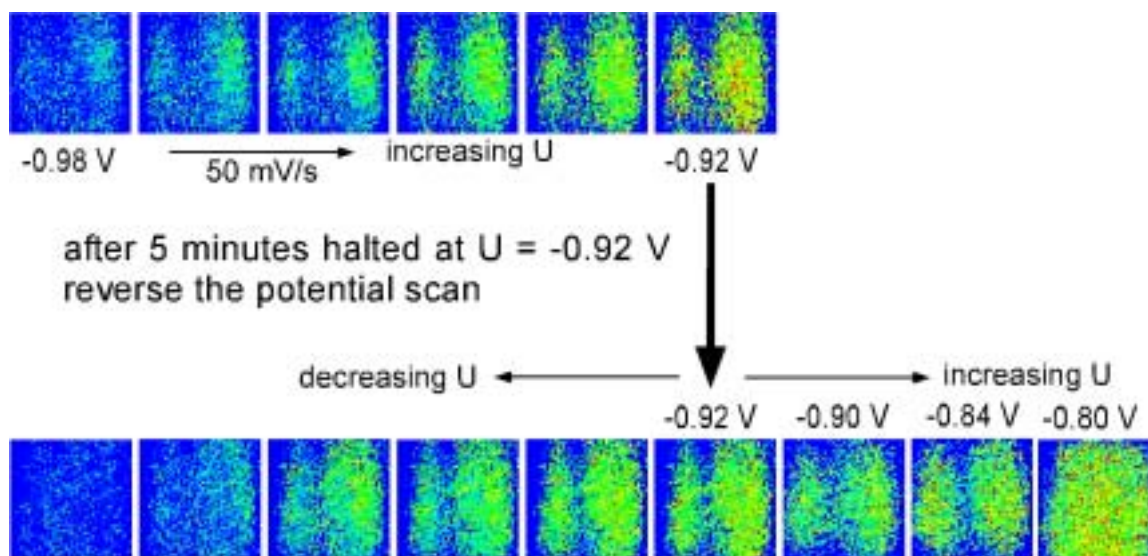 -0.98 V
50 mV/s
increasing U
-0.92 V
after 5 minutes halted at U = -0.92 V
reverse the potential scan
decreasing U
increasing U
-0.92 V
-0.90 V
-0.84 V
-0.80 V